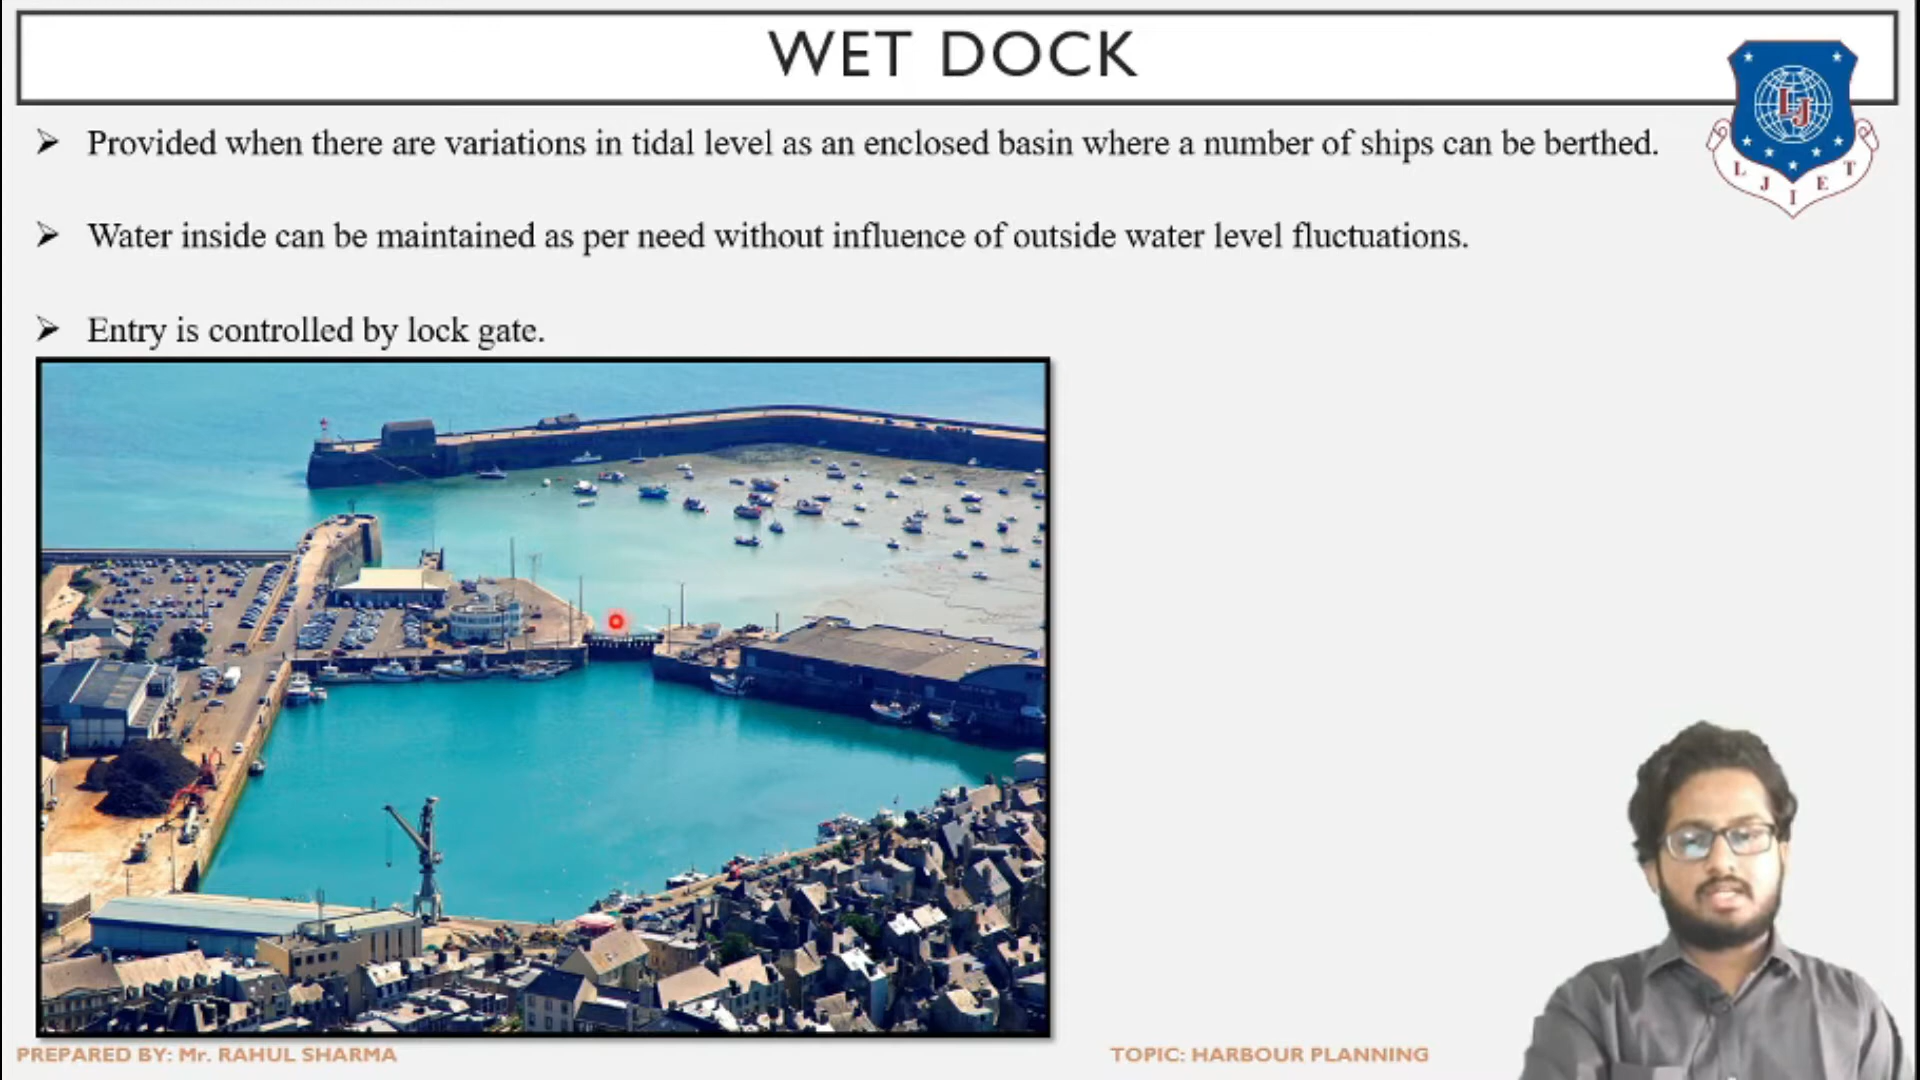 WET DOCK
Provided when there are variations in tidal level as an enclosed basin where a number of ships can be berthed.
Water inside can be maintained as per need without influence of outside water level fluctuations.
Entry is controlled by lock gate.
LJ
L J I E T
PREPARED BY: Mr. RAHUL SHARMA
TOPIC: HARBOUR PLANNING